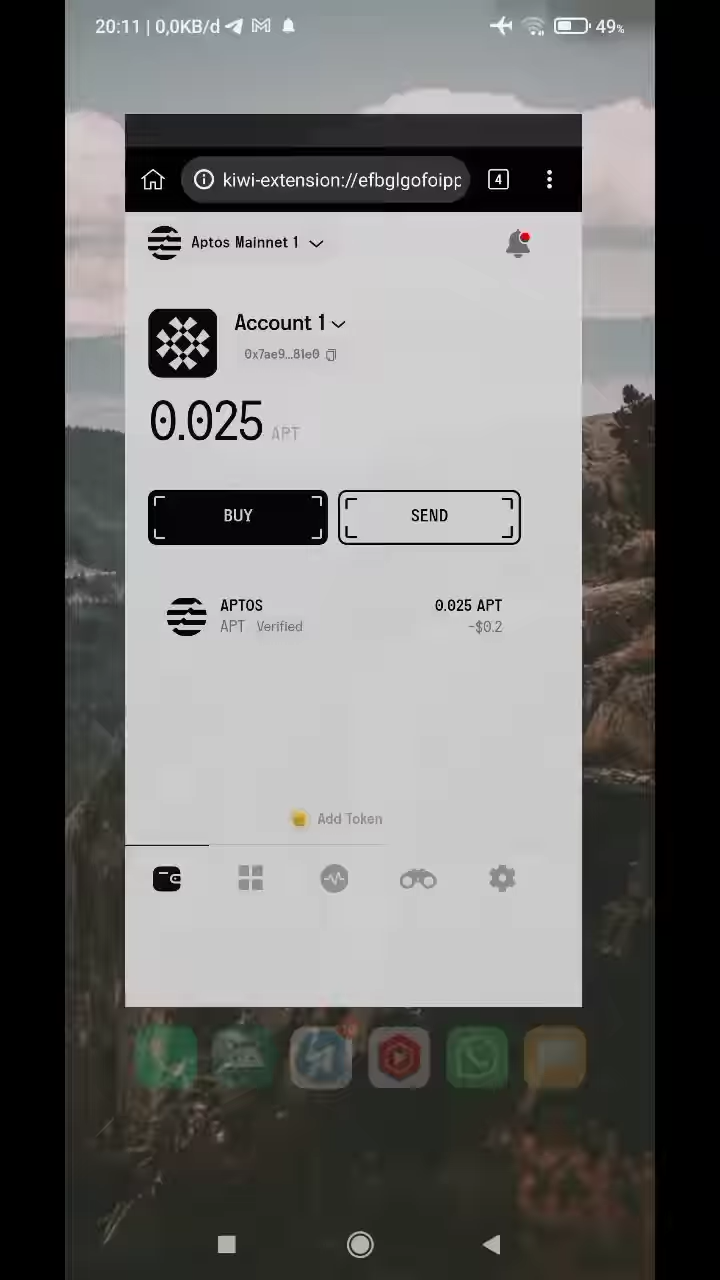 20:11 | 0,0KB/d
49%
4
kiwi-extension://efbglgofoipp
Aptos Mainnet 1
Account 1
0x7ae9...81e0
0.025 APT
BUY
SEND
APTOS
0.025 APT
APT Verified
~$0.2
Add Token